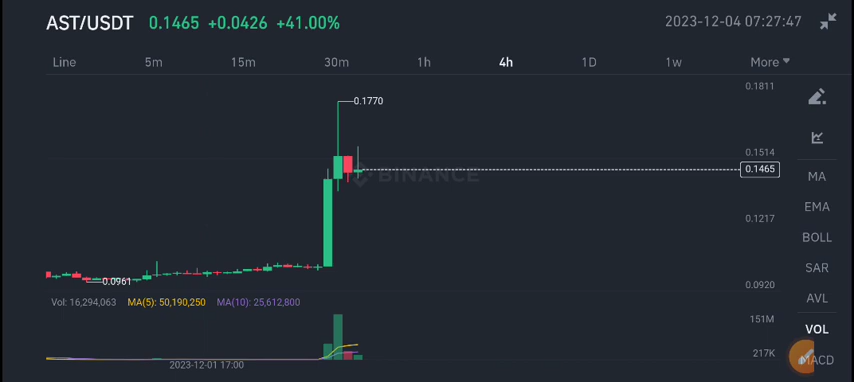 AST/USDT 0.1465 +0.0426 +41.00% 2023-12-04 07:27:47
Line 5m 15m 30m 1h 4h 1D 1w More
0.1811
0.1770
0.1514
0.1465
BINANCE
MA
EMA
0.1217
BOLL
SAR
0.0961
0.0920
AVL
Vol: 16,294,063 MA(5): 50,190,250 MA(10): 25,612,800
151M
VOL
217K
MACD
2023-12-01 17:00